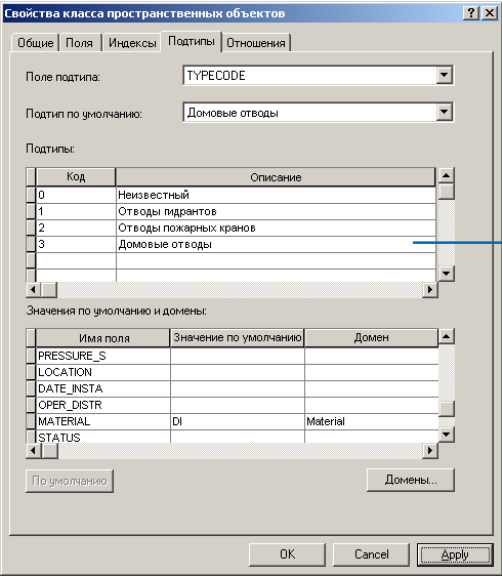 Свойства класса пространственных объектов
Общие Поля Индексы Подтипы Отношения
Поле подтипа: TYPECODE
Подтип по умолчанию: Домовые отводы
Подтипы:
Код Описание
0 Неизвестный
1 Отводы гидрантов
2 Отводы пожарных кранов
3 Домовые отводы
Значения по умолчанию и домены:
Имя поля Значение по умолчанию Домен
PRESSURE_S
LOCATION
DATE_INSTA
OPER_DISTR
MATERIAL DI Material
STATUS
По умолчанию Домены...
OK Cancel Apply